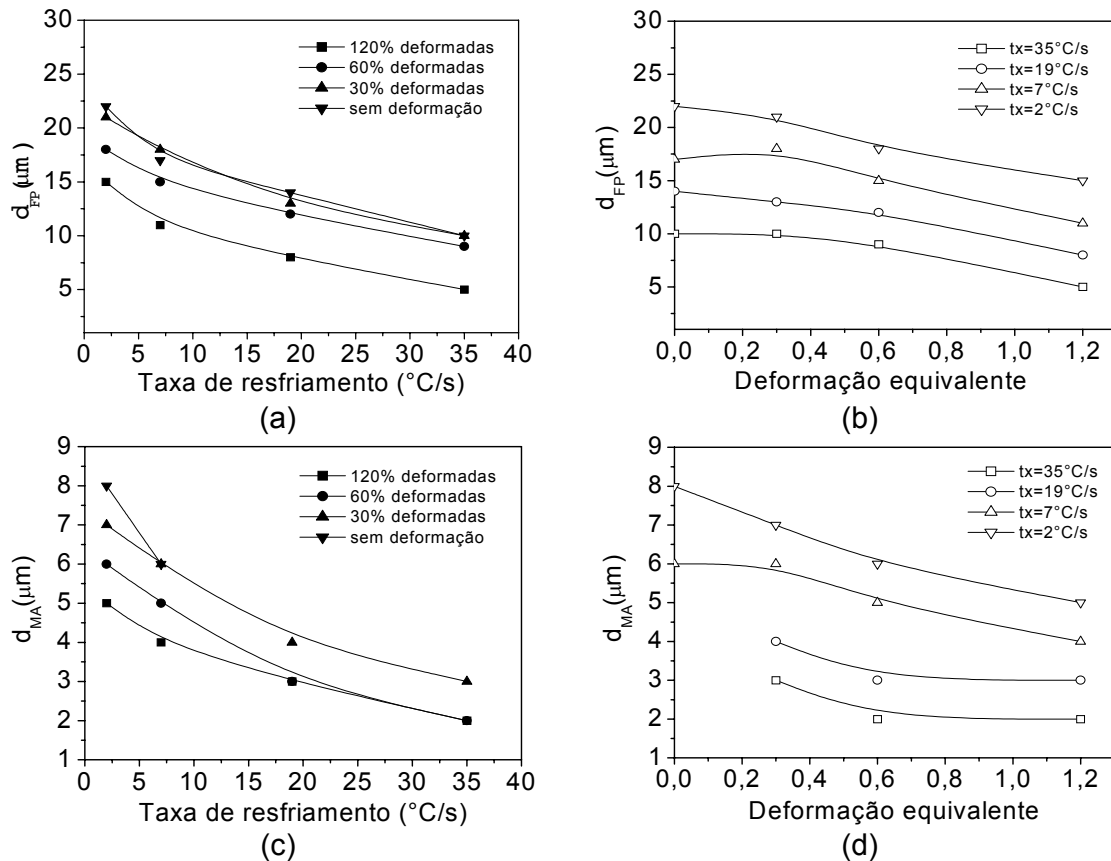 30
25
20
15
10
5
d_FP(µm)
120% deformadas
60% deformadas
30% deformadas
sem deformação
0 5 10 15 20 25 30 35 40
Taxa de resfriamento (°C/s)
(a)
30
25
20
15
10
5
d_FP(µm)
tx=35°C/s
tx=19°C/s
tx=7°C/s
tx=2°C/s
0,0 0,2 0,4 0,6 0,8 1,0 1,2
Deformação equivalente
(b)
9
8
7
6
5
4
3
2
1
d_MA(µm)
120% deformadas
60% deformadas
30% deformadas
sem deformação
0 5 10 15 20 25 30 35 40
Taxa de resfriamento (°C/s)
(c)
9
8
7
6
5
4
3
2
1
d_MA(µm)
tx=35°C/s
tx=19°C/s
tx=7°C/s
tx=2°C/s
0,0 0,2 0,4 0,6 0,8 1,0 1,2
Deformação equivalente
(d)